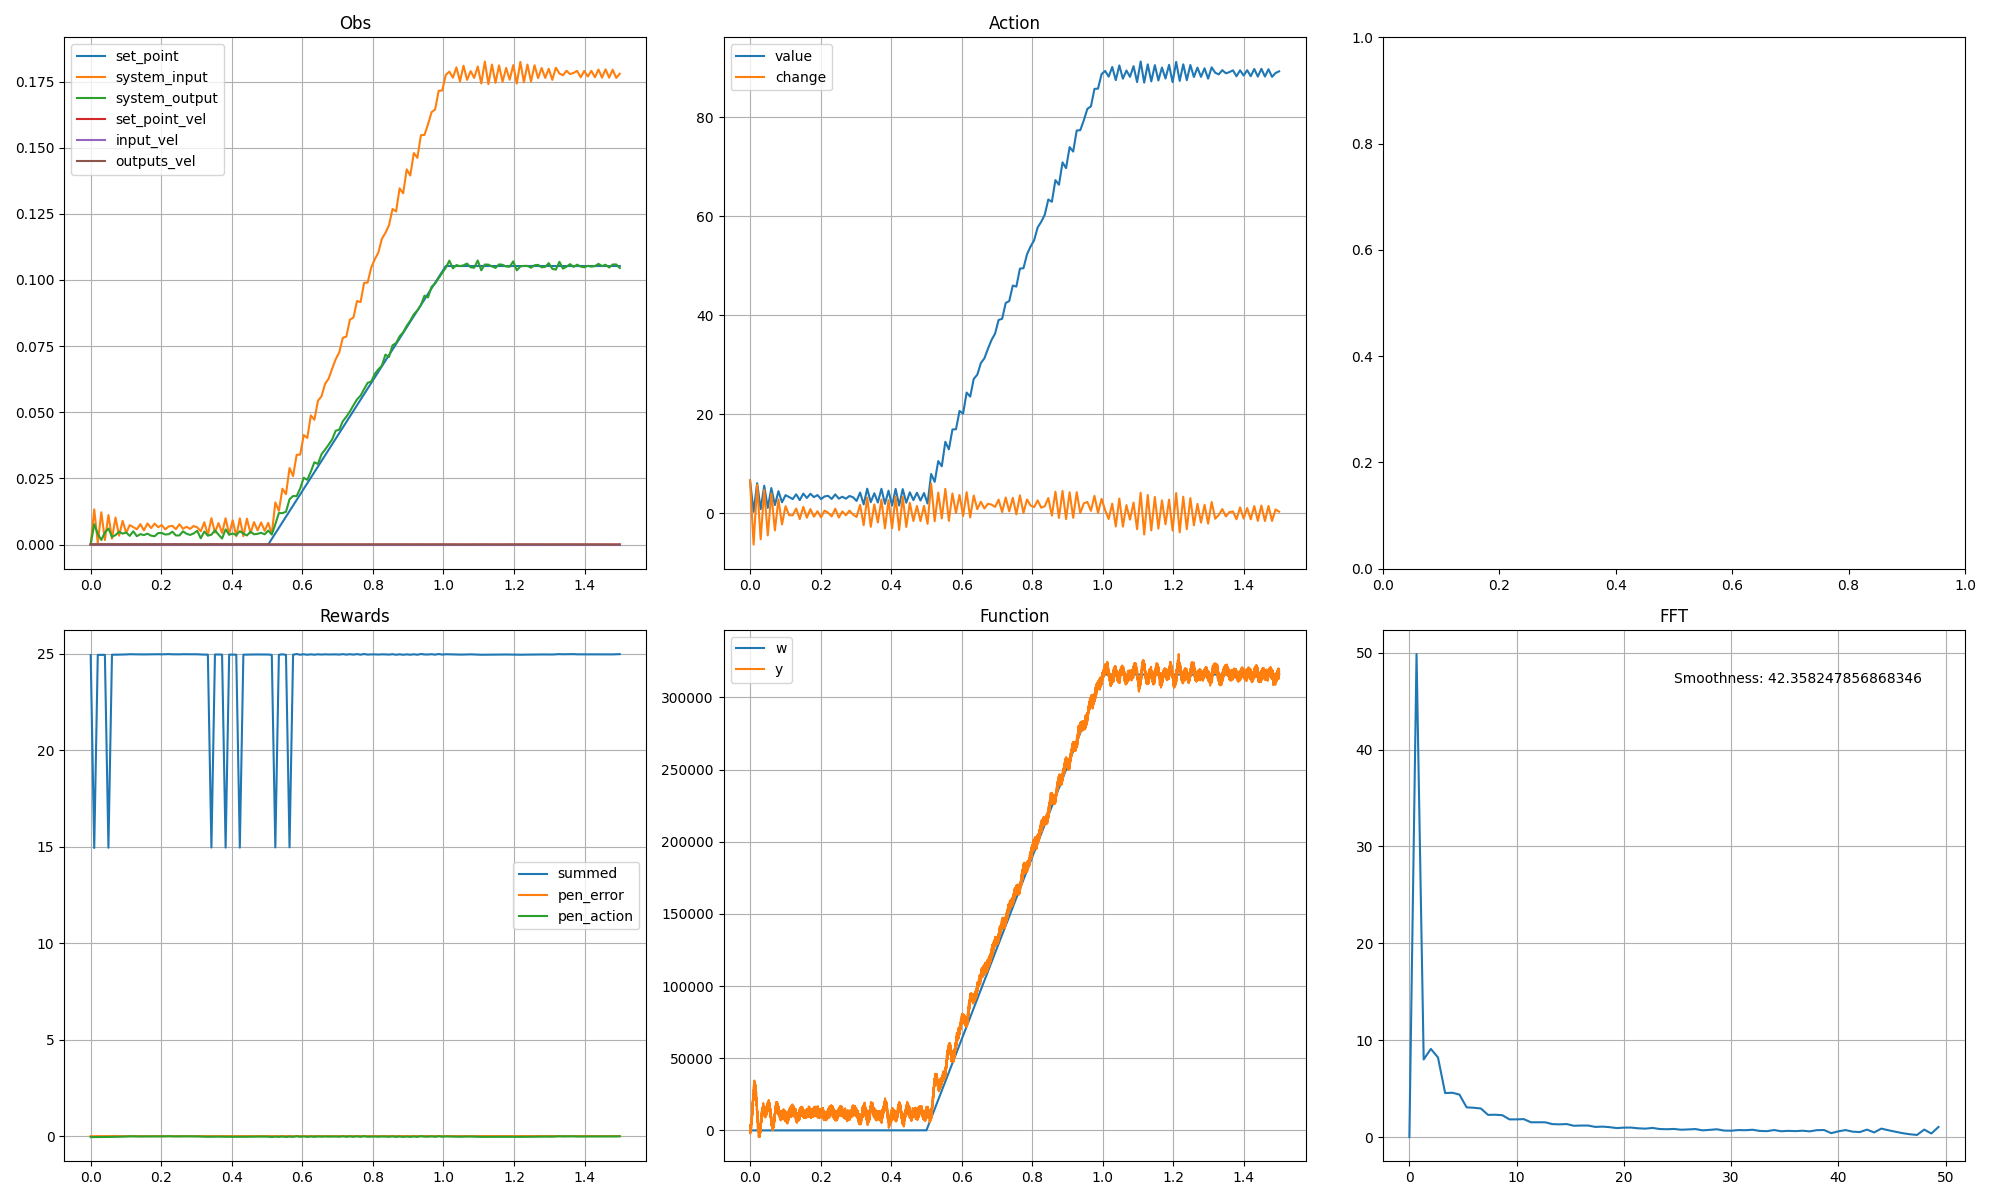 Obs
set_point
system_input
system_output
set_point_vel
input_vel
outputs_vel
0.175
0.150
0.125
0.100
0.075
0.050
0.025
0.000
0.0 0.2 0.4 0.6 0.8 1.0 1.2 1.4
Action
value
change
80
60
40
20
0
0.0 0.2 0.4 0.6 0.8 1.0 1.2 1.4
1.0
0.8
0.6
0.4
0.2
0.0
0.0 0.2 0.4 0.6 0.8 1.0
Rewards
25
20
15
10
5
0
summed
pen_error
pen_action
0.0 0.2 0.4 0.6 0.8 1.0 1.2 1.4
Function
w
y
300000
250000
200000
150000
100000
50000
0
0.0 0.2 0.4 0.6 0.8 1.0 1.2 1.4
FFT
Smoothness: 42.358247856868346
50
40
30
20
10
0
0 10 20 30 40 50